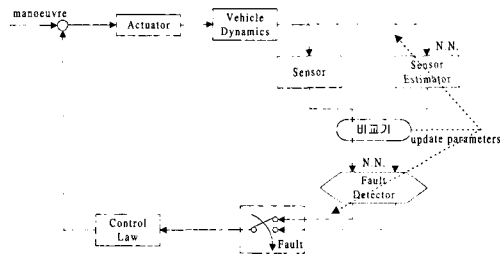 manoeuvre
Actuator
Vehicle
Dynamics
N.N.
Sensor
Sensor
Estimator
비교기
update parameters
N.N.
Fault
Detector
Control
Law
Fault